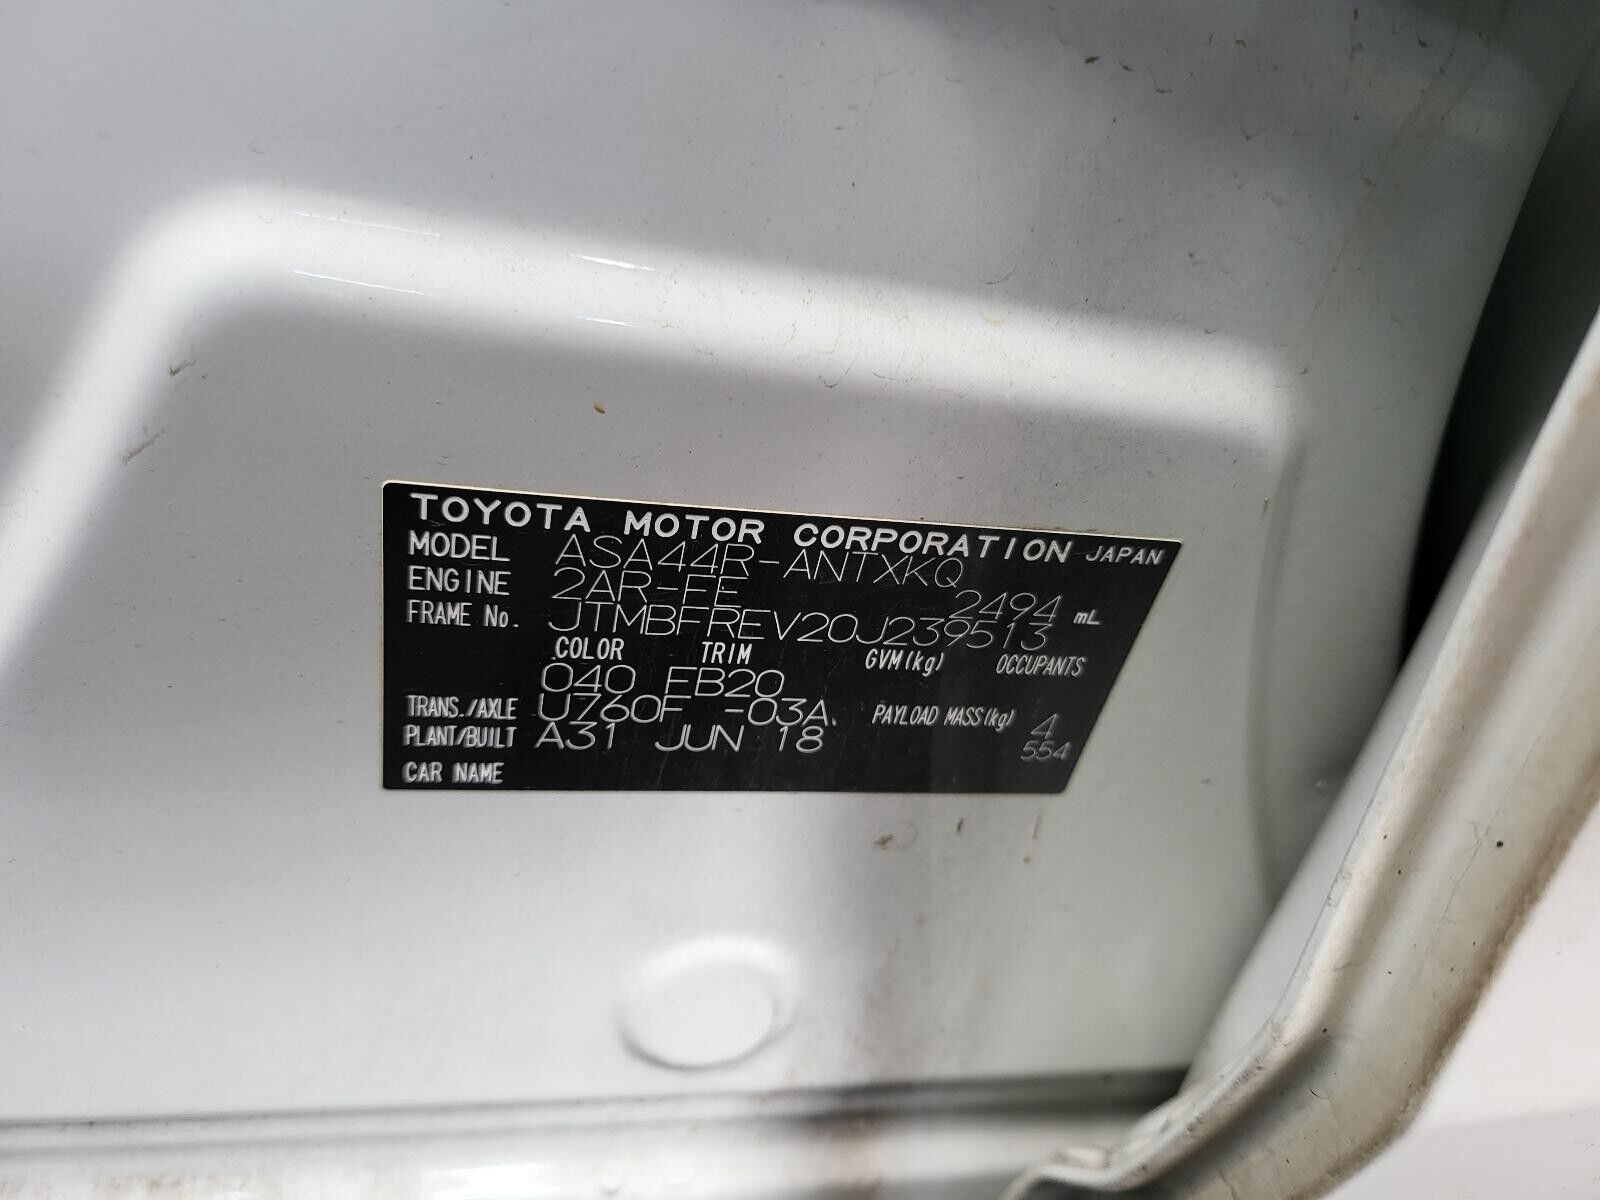 TOYOTA MOTOR CORPORATION JAPAN
MODEL ASA44R-ANTXKQ
ENGINE 2AR-FE 2494 mL
FRAME No. JTMBFREV20J239513
COLOR TRIM GVM(kg) OCCUPANTS
040 FB20
TRANS./AXLE U760F -03A. PAYLOAD MASS(kg) 4
PLANT/BUILT A31 JUN 18 554
CAR NAME